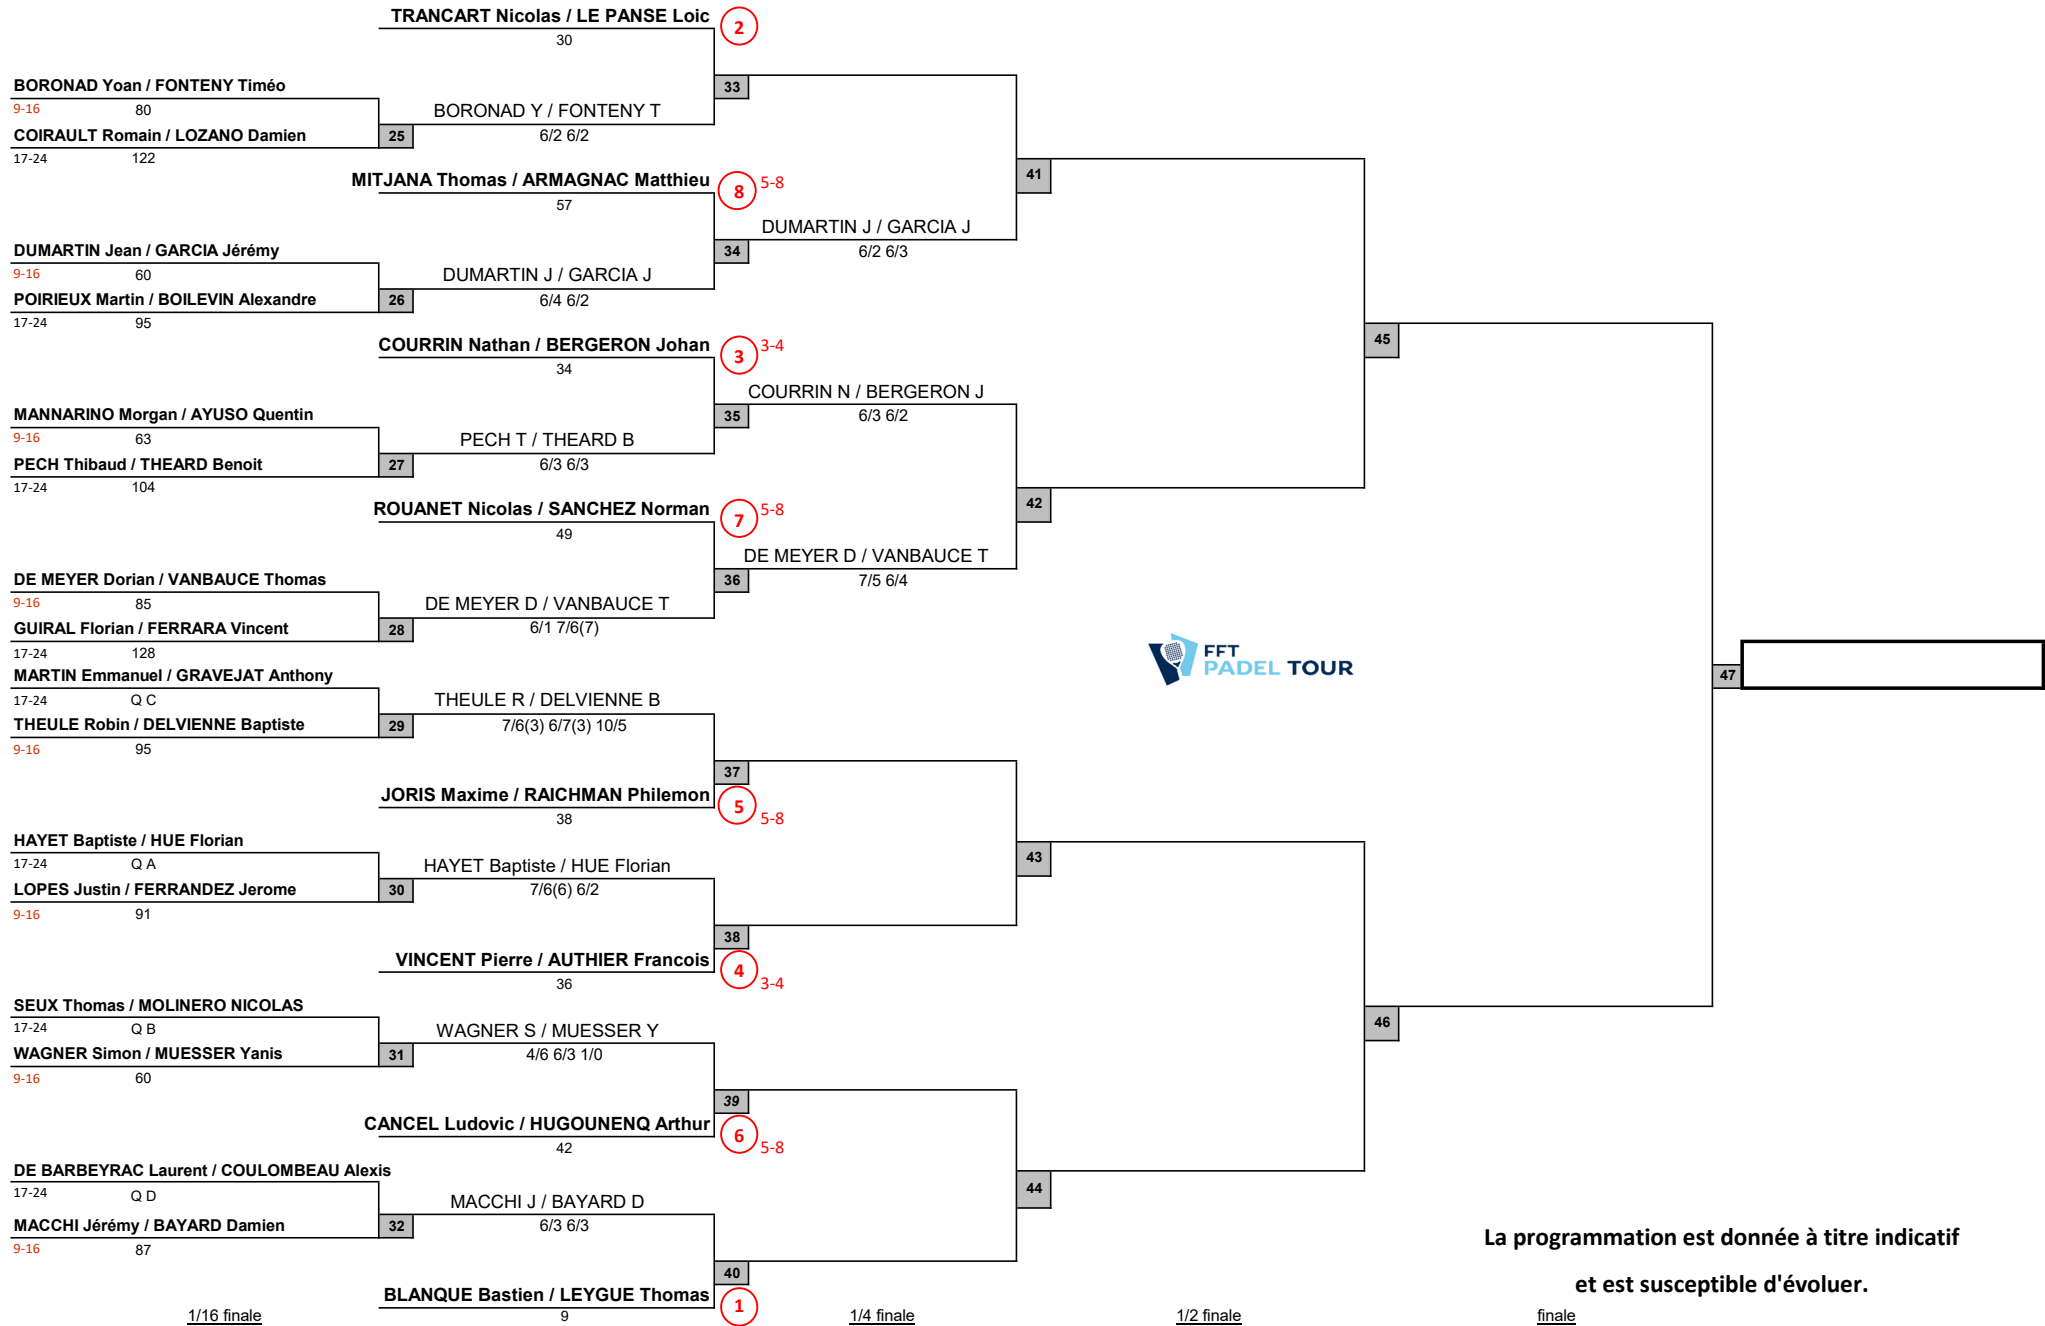 TRANCART Nicolas / LE PANSE Loic
2
30
BORONAD Yoan / FONTENY Timéo
33
9-16
80
BORONAD Y / FONTENY T
COIRAULT Romain / LOZANO Damien
25
6/2 6/2
17-24
122
MITJANA Thomas / ARMAGNAC Matthieu
8
5-8
41
57
DUMARTIN J / GARCIA J
DUMARTIN Jean / GARCIA Jérémy
34
6/2 6/3
9-16
60
DUMARTIN J / GARCIA J
POIRIEUX Martin / BOILEVIN Alexandre
26
6/4 6/2
17-24
95
COURRIN Nathan / BERGERON Johan
3
3-4
45
34
COURRIN N / BERGERON J
MANNARINO Morgan / AYUSO Quentin
35
6/3 6/2
9-16
63
PECH T / THEARD B
PECH Thibaud / THEARD Benoit
27
6/3 6/3
17-24
104
ROUANET Nicolas / SANCHEZ Norman
7
5-8
42
49
DE MEYER D / VANBAUCE T
DE MEYER Dorian / VANBAUCE Thomas
36
7/5 6/4
9-16
85
DE MEYER D / VANBAUCE T
GUIRAL Florian / FERRARA Vincent
28
6/1 7/6(7)
17-24
128
FFT
PADEL TOUR
47
MARTIN Emmanuel / GRAVEJAT Anthony
17-24
Q C
THEULE R / DELVIENNE B
THEULE Robin / DELVIENNE Baptiste
29
7/6(3) 6/7(3) 10/5
9-16
95
37
JORIS Maxime / RAICHMAN Philemon
5
5-8
38
HAYET Baptiste / HUE Florian
43
17-24
Q A
HAYET Baptiste / HUE Florian
LOPES Justin / FERRANDEZ Jerome
30
7/6(6) 6/2
9-16
91
38
VINCENT Pierre / AUTHIER Francois
4
3-4
36
SEUX Thomas / MOLINERO NICOLAS
46
17-24
Q B
WAGNER S / MUESSER Y
WAGNER Simon / MUESSER Yanis
31
4/6 6/3 1/0
9-16
60
39
CANCEL Ludovic / HUGOUNENQ Arthur
6
5-8
42
DE BARBEYRAC Laurent / COULOMBEAU Alexis
44
17-24
Q D
MACCHI J / BAYARD D
MACCHI Jérémy / BAYARD Damien
32
6/3 6/3
9-16
87
La programmation est donnée à titre indicatif
et est susceptible d'évoluer.
40
BLANQUE Bastien / LEYGUE Thomas
1
9
1/16 finale
1/4 finale
1/2 finale
finale